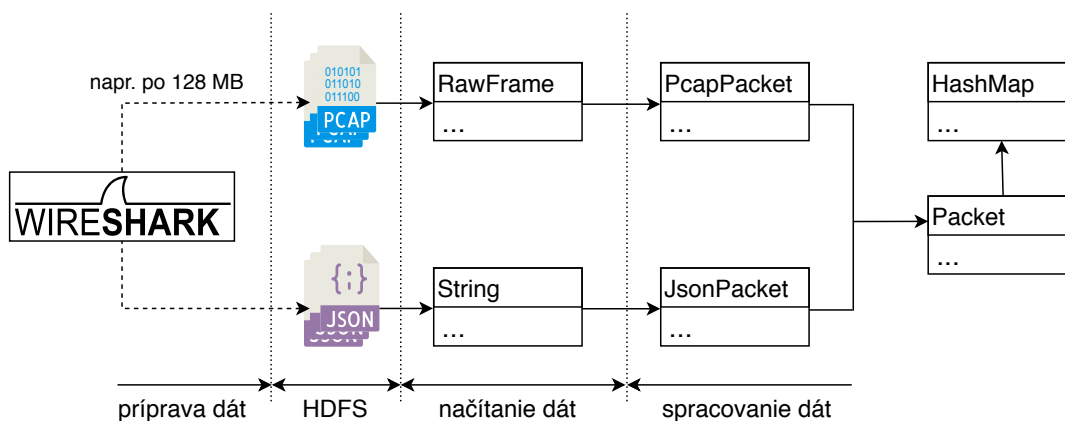 napr. po 128 MB
010101
011010
011100
PCAP
RawFrame
...
PcapPacket
...
HashMap
...
WIRESHARK
Packet
...
{;}
JSON
String
...
JsonPacket
...
príprava dát
HDFS
načítanie dát
spracovanie dát